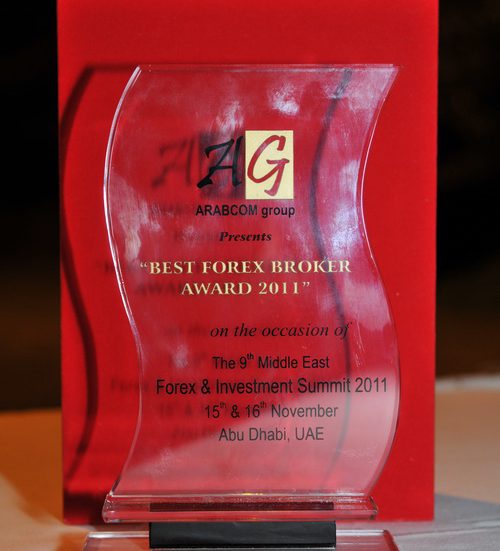 AG
ARABCOM group
Presents
“BEST FOREX BROKER
AWARD 2011”
on the occasion of
The 9th Middle East
Forex & Investment Summit 2011
15th & 16th November
Abu Dhabi, UAE